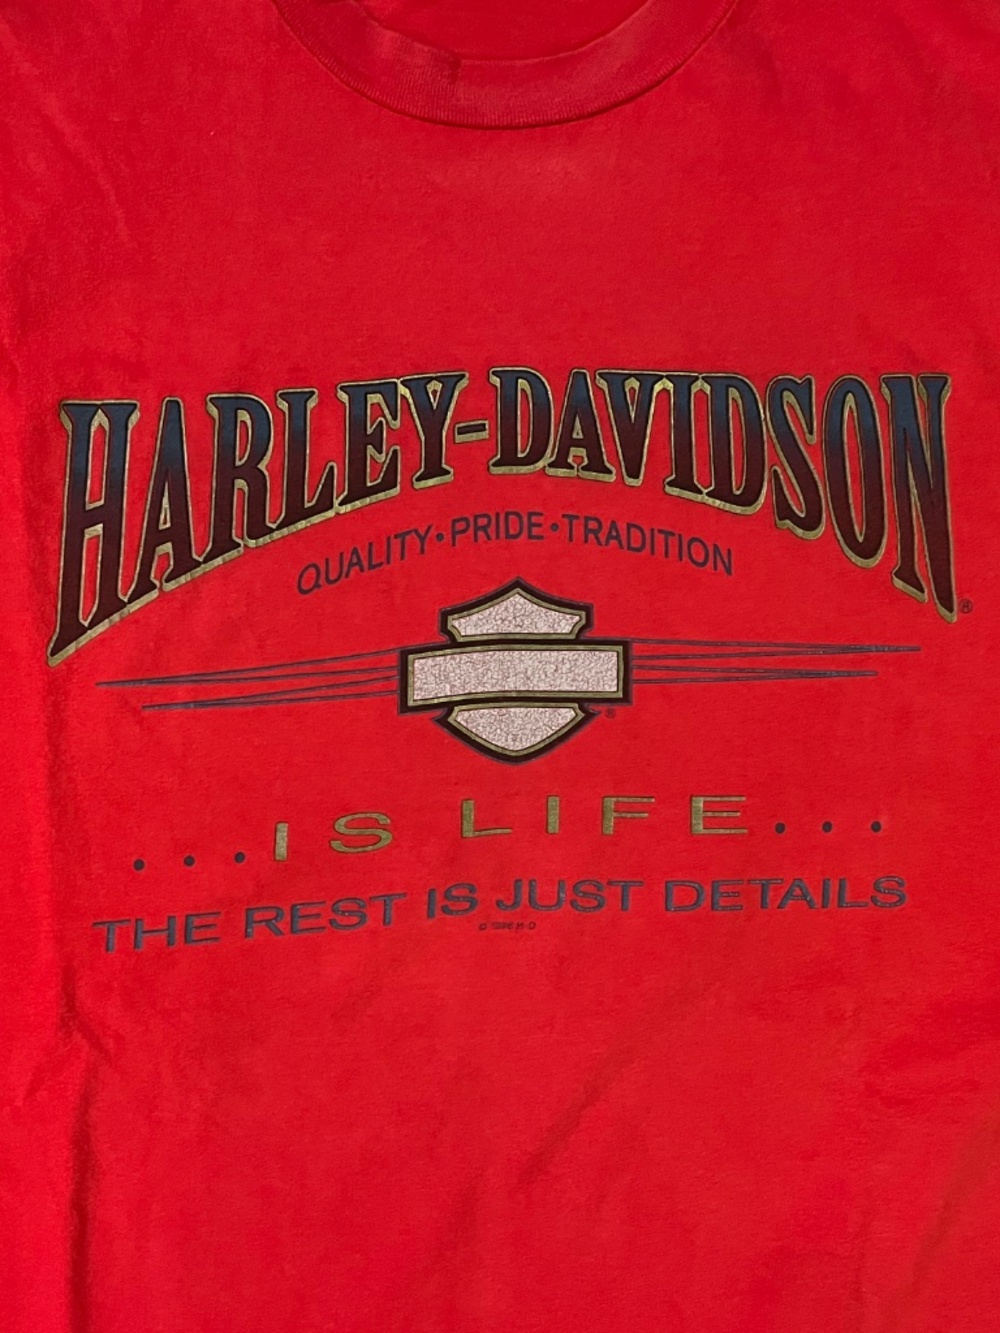 HARLEY-DAVIDSON
QUALITY•PRIDE•TRADITION
...IS LIFE...
THE REST IS JUST DETAILS